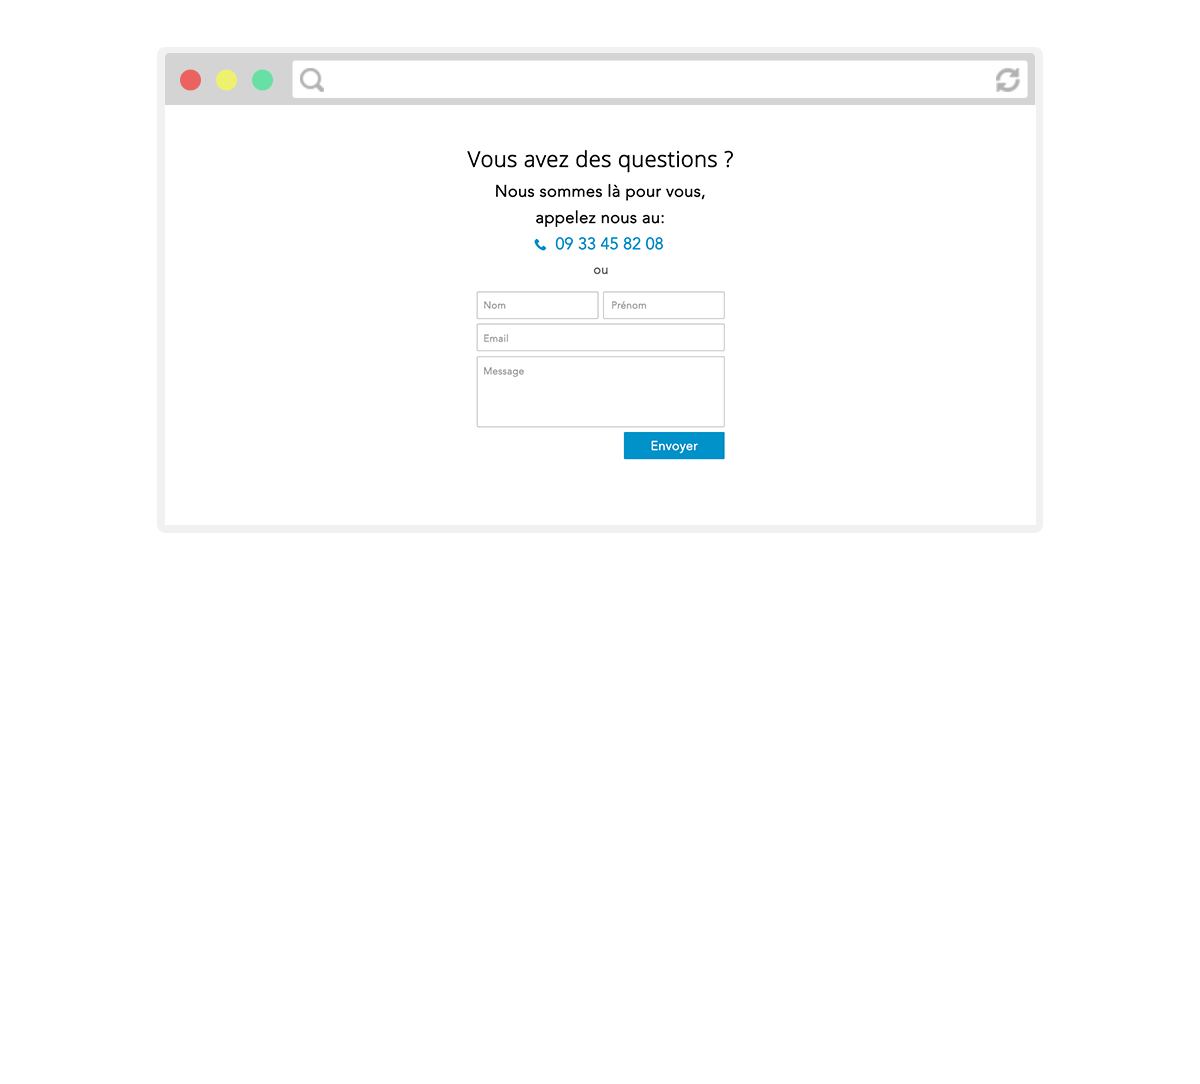 Vous avez des questions ?
Nous sommes là pour vous,
appelez nous au:
09 33 45 82 08
ou
Nom Prénom
Email
Message
Envoyer